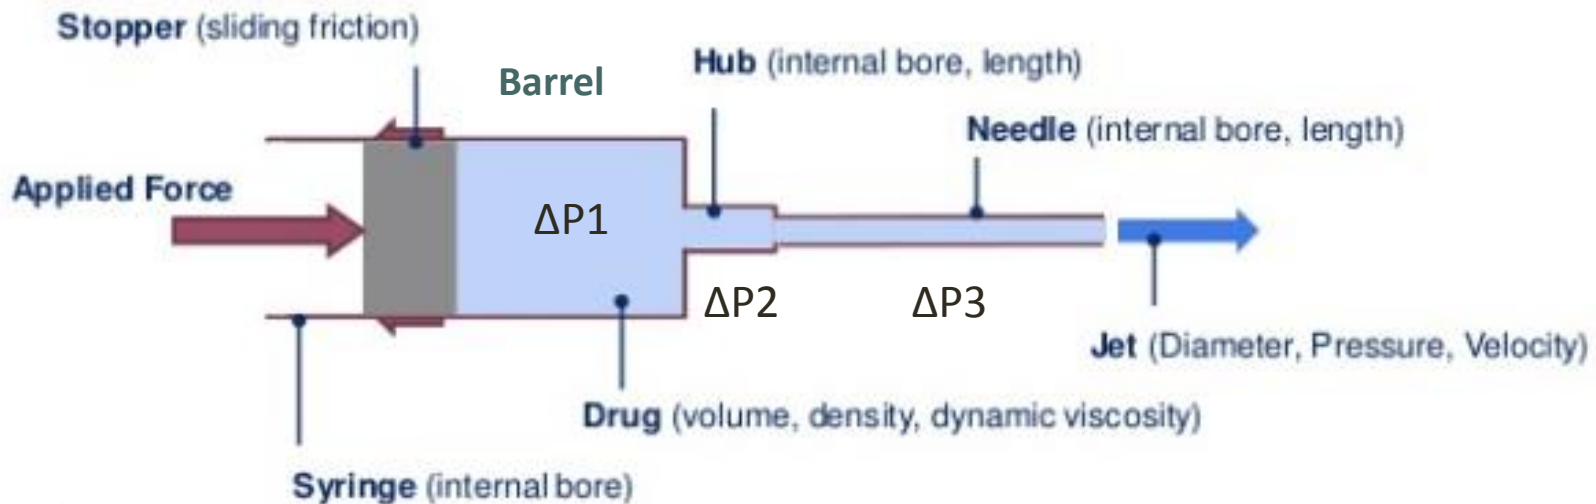 Stopper (sliding friction)
Barrel
Hub (internal bore, length)
Needle (internal bore, length)
Applied Force
ΔP1
ΔP2
ΔP3
Jet (Diameter, Pressure, Velocity)
Drug (volume, density, dynamic viscosity)
Syringe (internal bore)